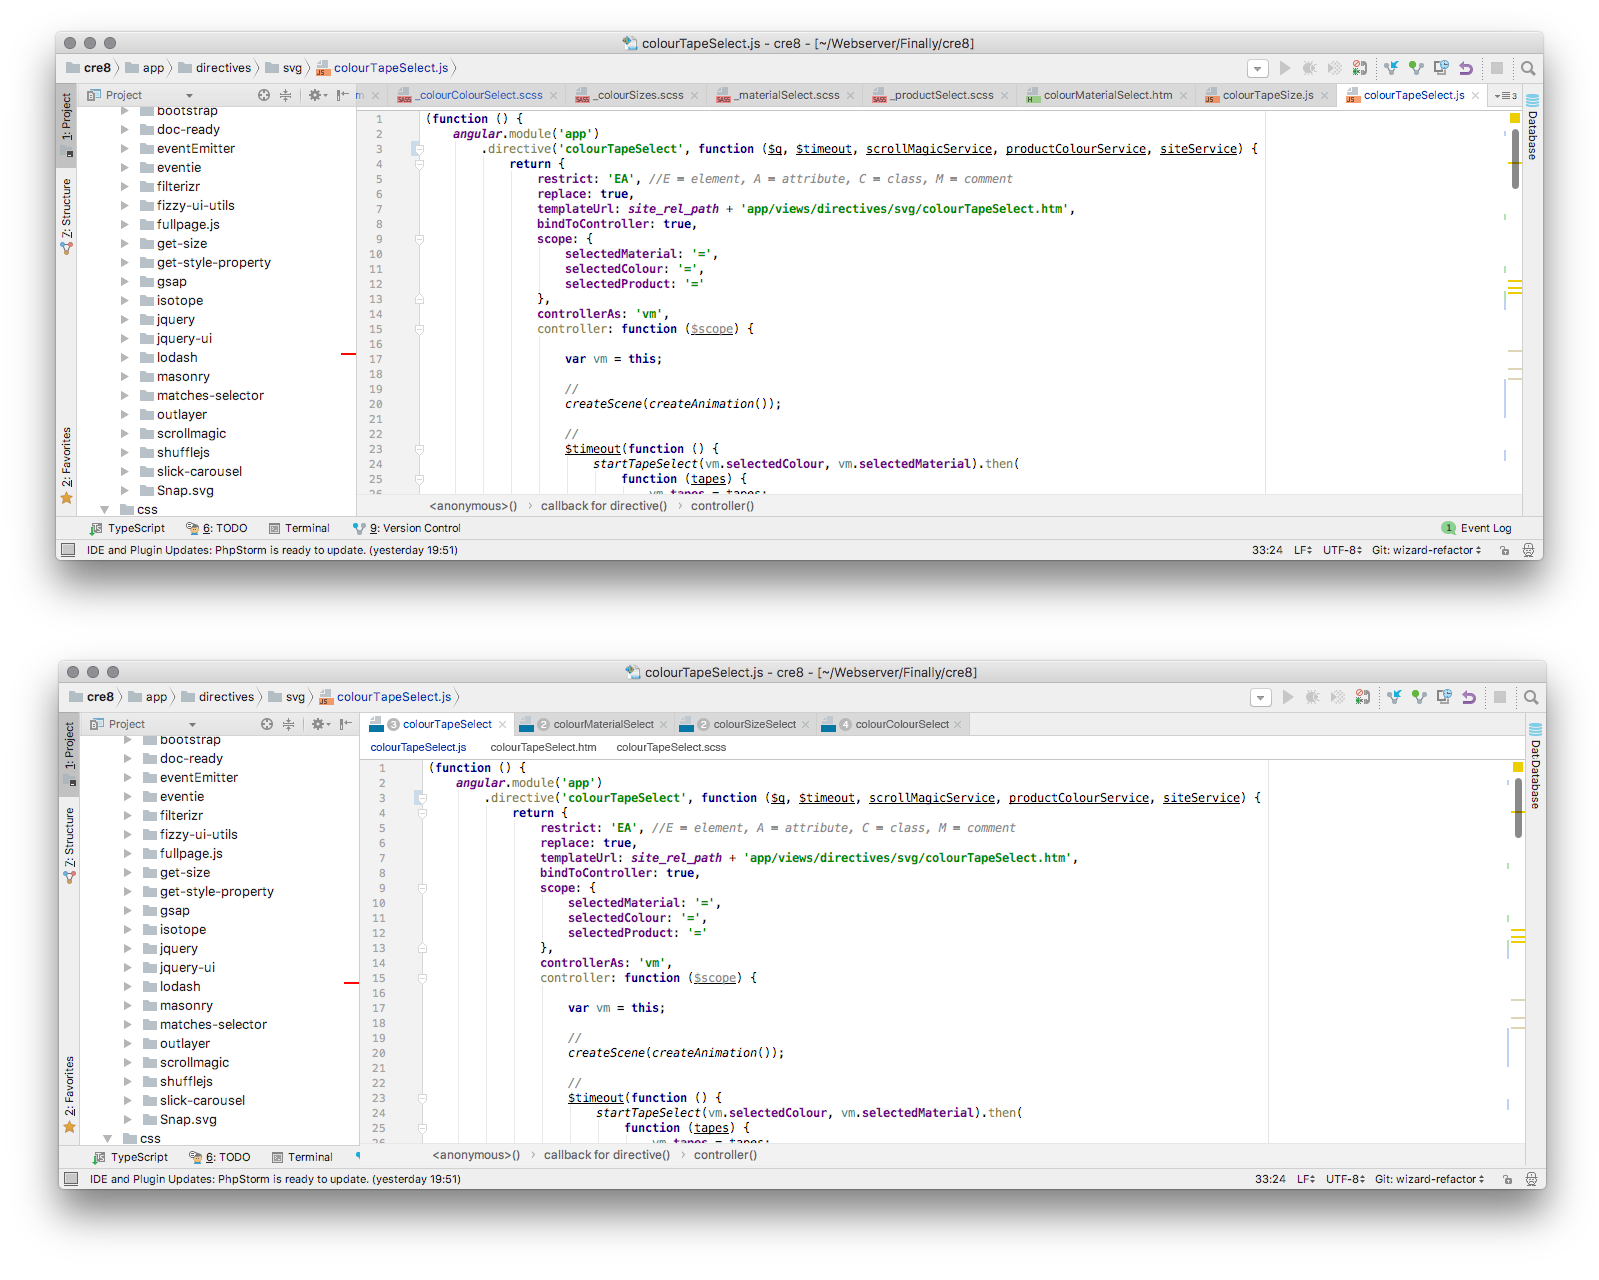 colourTapeSelect.js - cre8 - [~/Webserver/Finally/cre8]
cre8 app directives svg colourTapeSelect.js
1: Project
7: Structure
2: Favorites
Project
m _colourColourSelect.scss _colourSizes.scss _materialSelect.scss _productSelect.scss colourMaterialSelect.htm colourTapeSize.js colourTapeSelect.js 3
Database
bootstrap
doc-ready
eventEmitter
eventie
filterizr
fizzy-ui-utils
fullpage.js
get-size
get-style-property
gsap
isotope
jquery
jquery-ui
lodash
masonry
matches-selector
outlayer
scrollmagic
shufflejs
slick-carousel
Snap.svg
css
1 (function () {
2 angular.module('app')
3 .directive('colourTapeSelect', function ($q, $timeout, scrollMagicService, productColourService, siteService) {
4 return {
5 restrict: 'EA', //E = element, A = attribute, C = class, M = comment
6 replace: true,
7 templateUrl: site_rel_path + 'app/views/directives/svg/colourTapeSelect.htm',
8 bindToController: true,
9 scope: {
10 selectedMaterial: '=',
11 selectedColour: '=',
12 selectedProduct: '='
13 },
14 controllerAs: 'vm',
15 controller: function ($scope) {
16
17 var vm = this;
18
19 //
20 createScene(createAnimation());
21
22 //
23 $timeout(function () {
24 startTapeSelect(vm.selectedColour, vm.selectedMaterial).then(
25 function (tapes) {
26 vm.tapes = tapes;
<anonymous>() › callback for directive() › controller()
TypeScript 6: TODO Terminal 9: Version Control 1 Event Log
IDE and Plugin Updates: PhpStorm is ready to update. (yesterday 19:51) 33:24 LF UTF-8 Git: wizard-refactor
colourTapeSelect.js - cre8 - [~/Webserver/Finally/cre8]
cre8 app directives svg colourTapeSelect.js
1: Project
7: Structure
2: Favorites
Project
3 colourTapeSelect 2 colourMaterialSelect 2 colourSizeSelect 4 colourColourSelect
colourTapeSelect.js colourTapeSelect.htm colourTapeSelect.scss
Dat Database
bootstrap
doc-ready
eventEmitter
eventie
filterizr
fizzy-ui-utils
fullpage.js
get-size
get-style-property
gsap
isotope
jquery
jquery-ui
lodash
masonry
matches-selector
outlayer
scrollmagic
shufflejs
slick-carousel
Snap.svg
css
1 (function () {
2 angular.module('app')
3 .directive('colourTapeSelect', function ($q, $timeout, scrollMagicService, productColourService, siteService) {
4 return {
5 restrict: 'EA', //E = element, A = attribute, C = class, M = comment
6 replace: true,
7 templateUrl: site_rel_path + 'app/views/directives/svg/colourTapeSelect.htm',
8 bindToController: true,
9 scope: {
10 selectedMaterial: '=',
11 selectedColour: '=',
12 selectedProduct: '='
13 },
14 controllerAs: 'vm',
15 controller: function ($scope) {
16
17 var vm = this;
18
19 //
20 createScene(createAnimation());
21
22 //
23 $timeout(function () {
24 startTapeSelect(vm.selectedColour, vm.selectedMaterial).then(
25 function (tapes) {
26 vm.tapes = tapes;
<anonymous>() › callback for directive() › controller()
TypeScript 6: TODO Terminal
IDE and Plugin Updates: PhpStorm is ready to update. (yesterday 19:51) 33:24 LF UTF-8 Git: wizard-refactor